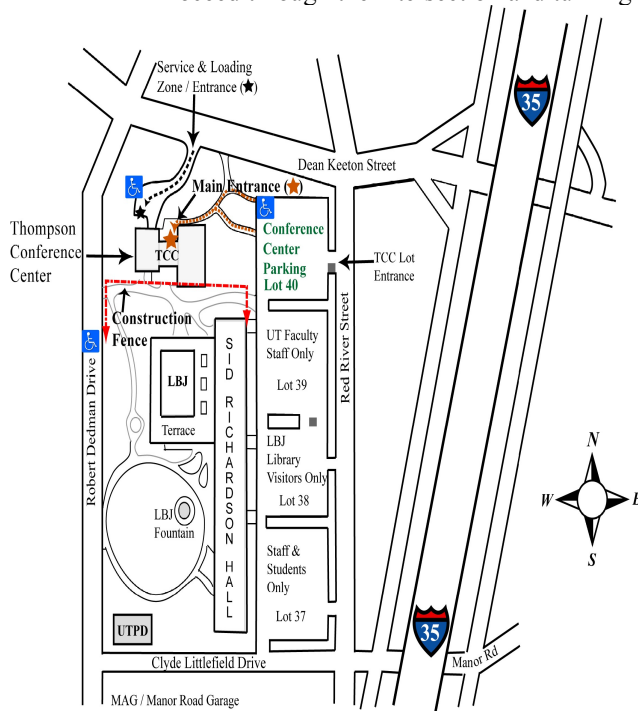 35
Service & Loading
Zone / Entrance (★)
Dean Keeton Street
Main Entrance (★)
Thompson
Conference
Center
TCC
Conference
Center
Parking
Lot 40
TCC Lot
Entrance
Construction
Fence
UT Faculty
Staff Only
Lot 39
Red River Street
Robert Dedman Drive
LBJ
Terrace
SID RICHARDSON HALL
LBJ
Library
Visitors Only
Lot 38
LBJ
Fountain
Staff &
Students
Only
Lot 37
N
W
E
S
UTPD
35
Clyde Littlefield Drive
Manor Rd
MAG / Manor Road Garage